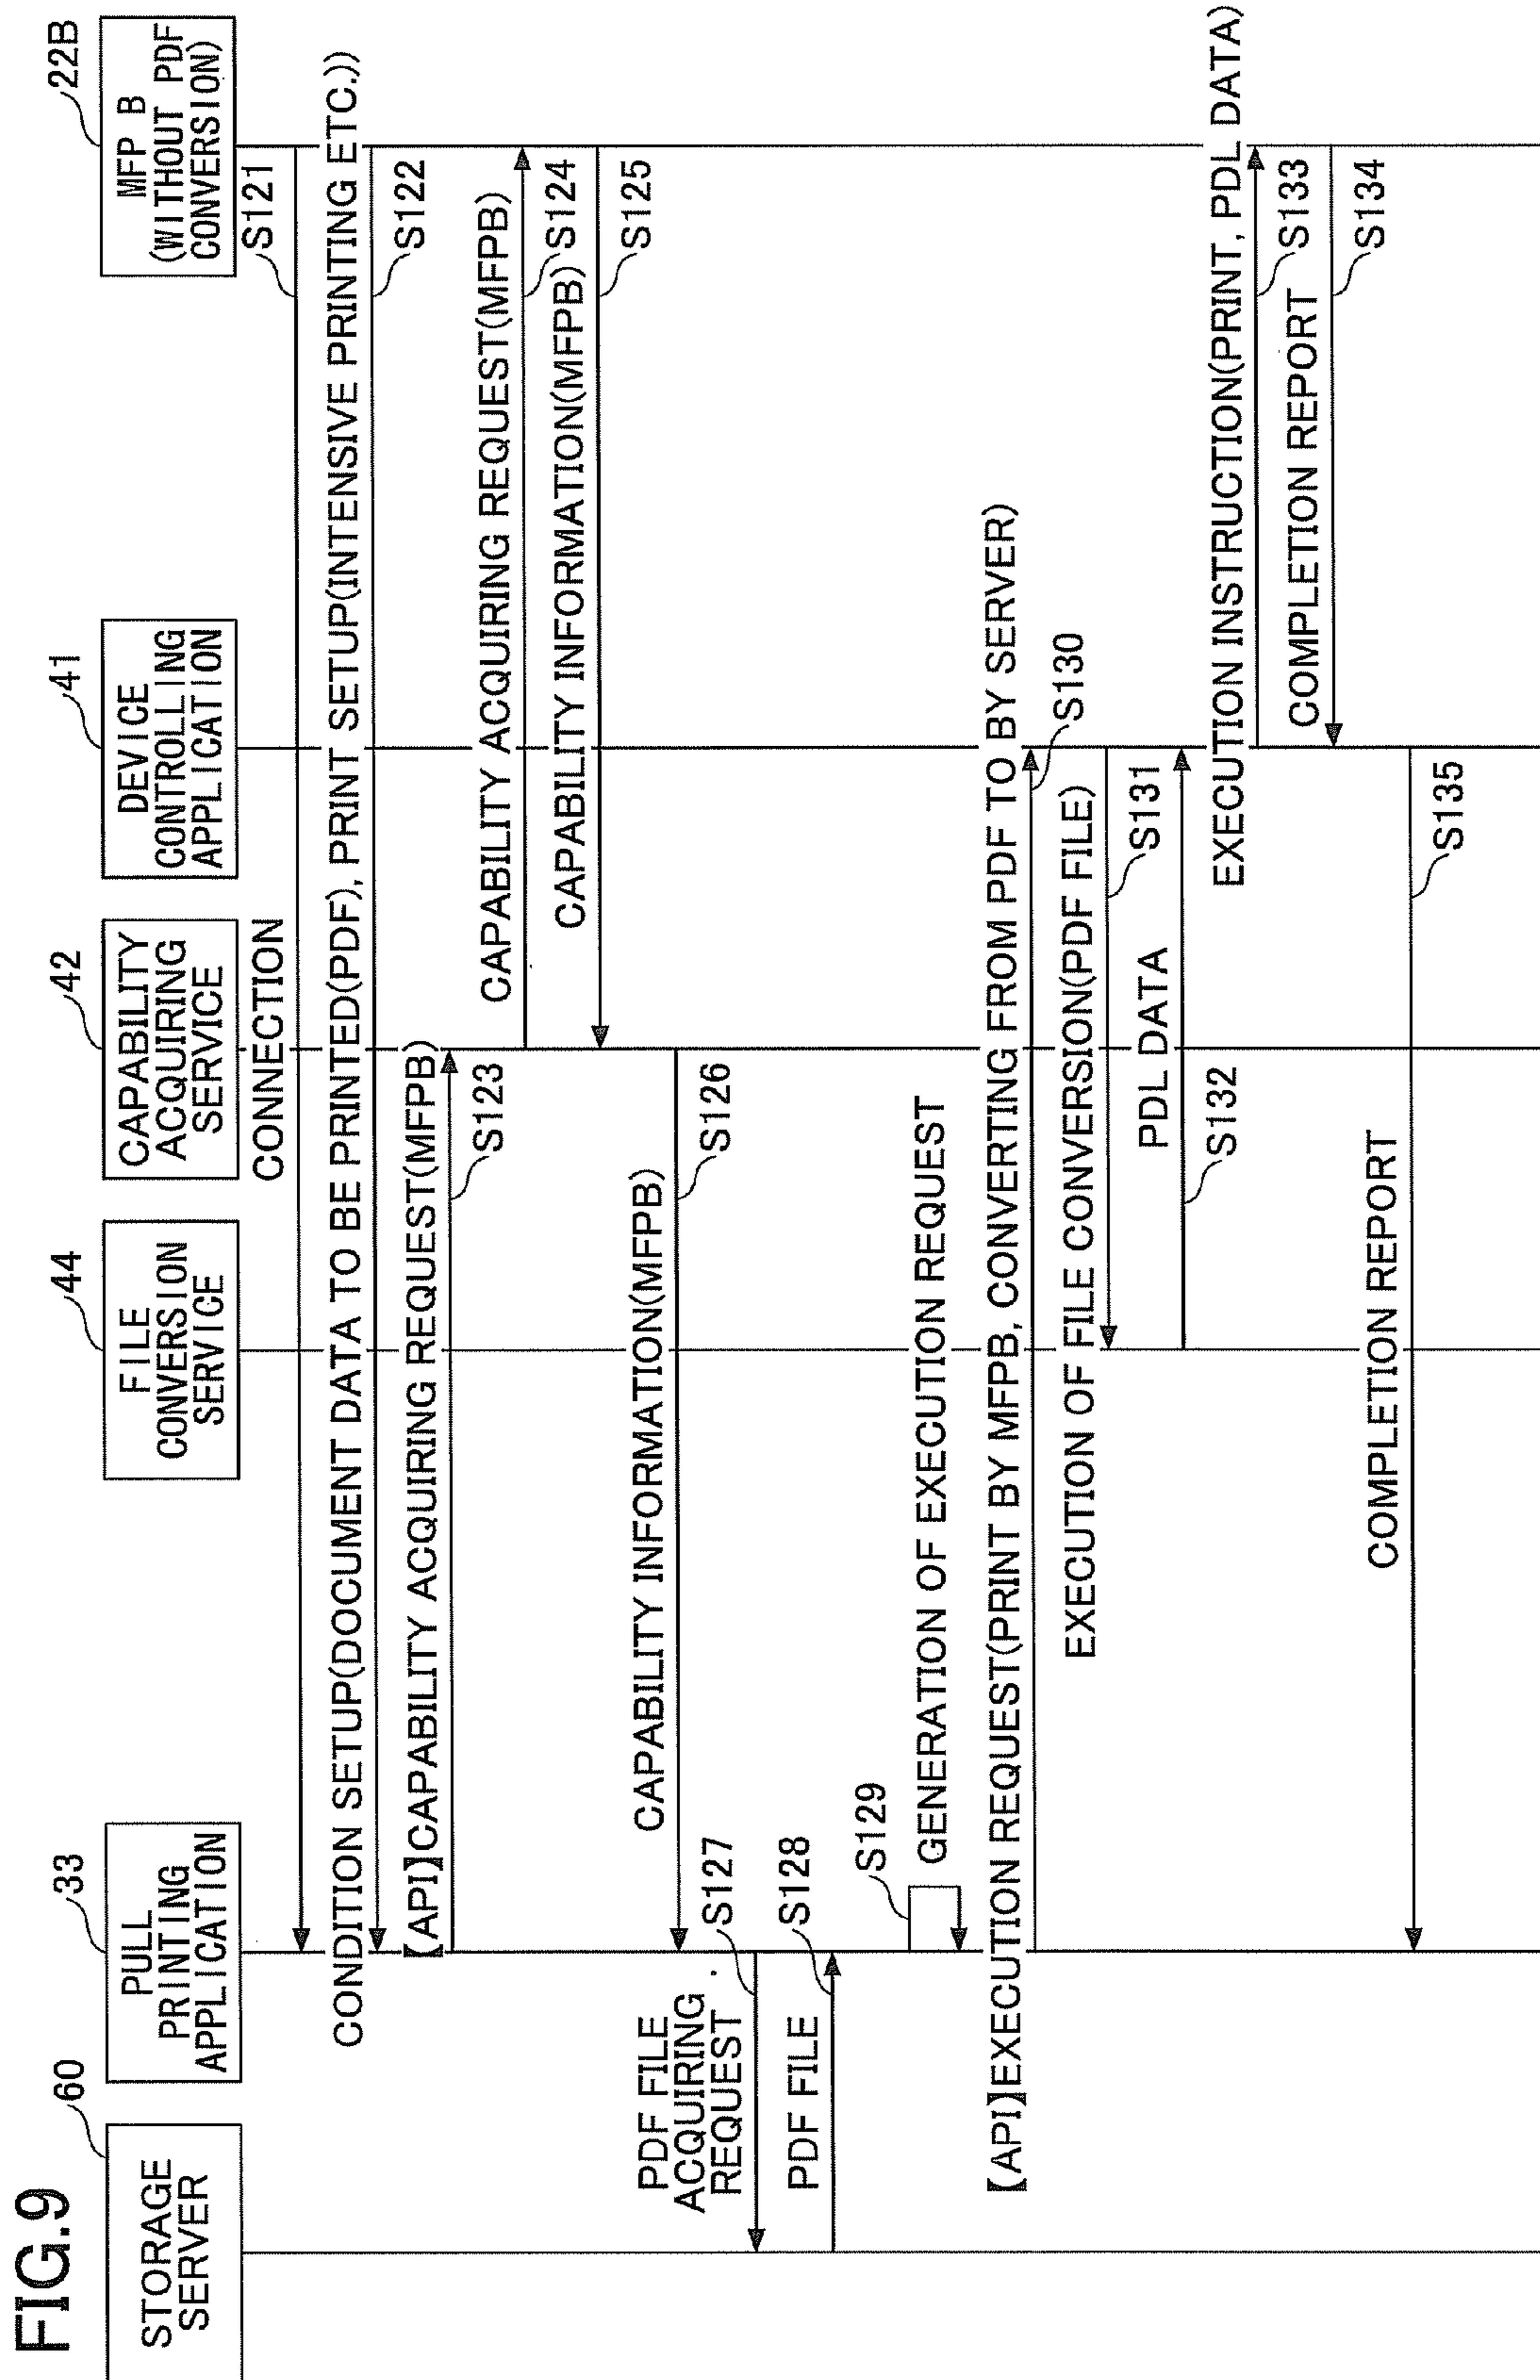 FIG.9
60
STORAGE
SERVER
33
PULL
PRINTING
APPLICATION
44
FILE
CONVERSION
SERVICE
42
CAPABILITY
ACQUIRING
SERVICE
41
DEVICE
CONTROLLING
APPLICATION
22B
MFP B
(WITHOUT PDF
CONVERSION)
CONNECTION
S121
CONDITION SETUP(DOCUMENT DATA TO BE PRINTED(PDF), PRINT SETUP(INTENSIVE PRINTING ETC.))
S122
【API】CAPABILITY ACQUIRING REQUEST(MFPB)
S123
CAPABILITY ACQUIRING REQUEST(MFPB)
S124
CAPABILITY INFORMATION(MFPB)
S125
CAPABILITY INFORMATION(MFPB)
S126
PDF FILE
ACQUIRING
REQUEST
S127
PDF FILE
S128
S129
GENERATION OF EXECUTION REQUEST
【API】EXECUTION REQUEST(PRINT BY MFPB, CONVERTING FROM PDF TO BY SERVER)
S130
EXECUTION OF FILE CONVERSION(PDF FILE)
S131
PDL DATA
S132
EXECUTION INSTRUCTION(PRINT, PDL DATA)
S133
COMPLETION REPORT
S134
COMPLETION REPORT
S135